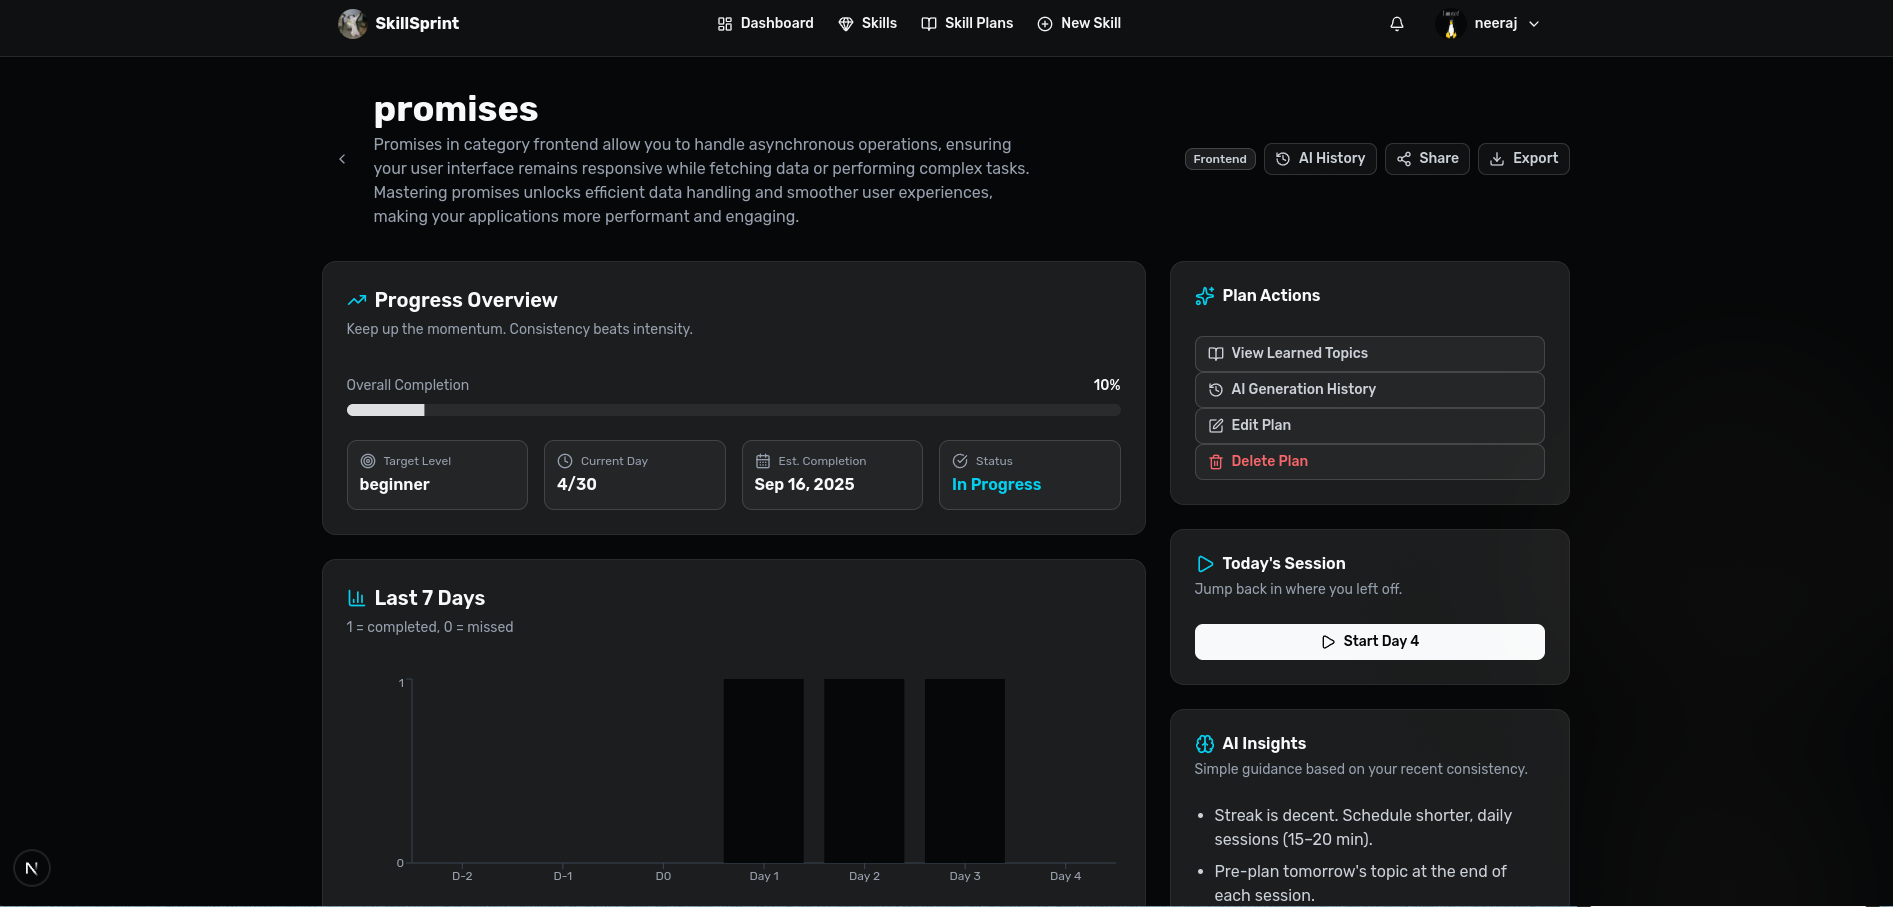 SkillSprint
Dashboard
Skills
Skill Plans
New Skill
neeraj
promises
Promises in category frontend allow you to handle asynchronous operations, ensuring
your user interface remains responsive while fetching data or performing complex tasks.
Mastering promises unlocks efficient data handling and smoother user experiences,
making your applications more performant and engaging.
Frontend
AI History
Share
Export
Progress Overview
Keep up the momentum. Consistency beats intensity.
Overall Completion
10%
Target Level
beginner
Current Day
4/30
Est. Completion
Sep 16, 2025
Status
In Progress
Last 7 Days
1 = completed, 0 = missed
1
0
D-2
D-1
D0
Day 1
Day 2
Day 3
Day 4
Plan Actions
View Learned Topics
AI Generation History
Edit Plan
Delete Plan
Today's Session
Jump back in where you left off.
Start Day 4
AI Insights
Simple guidance based on your recent consistency.
• Streak is decent. Schedule shorter, daily
sessions (15–20 min).
• Pre-plan tomorrow's topic at the end of
each session.
N